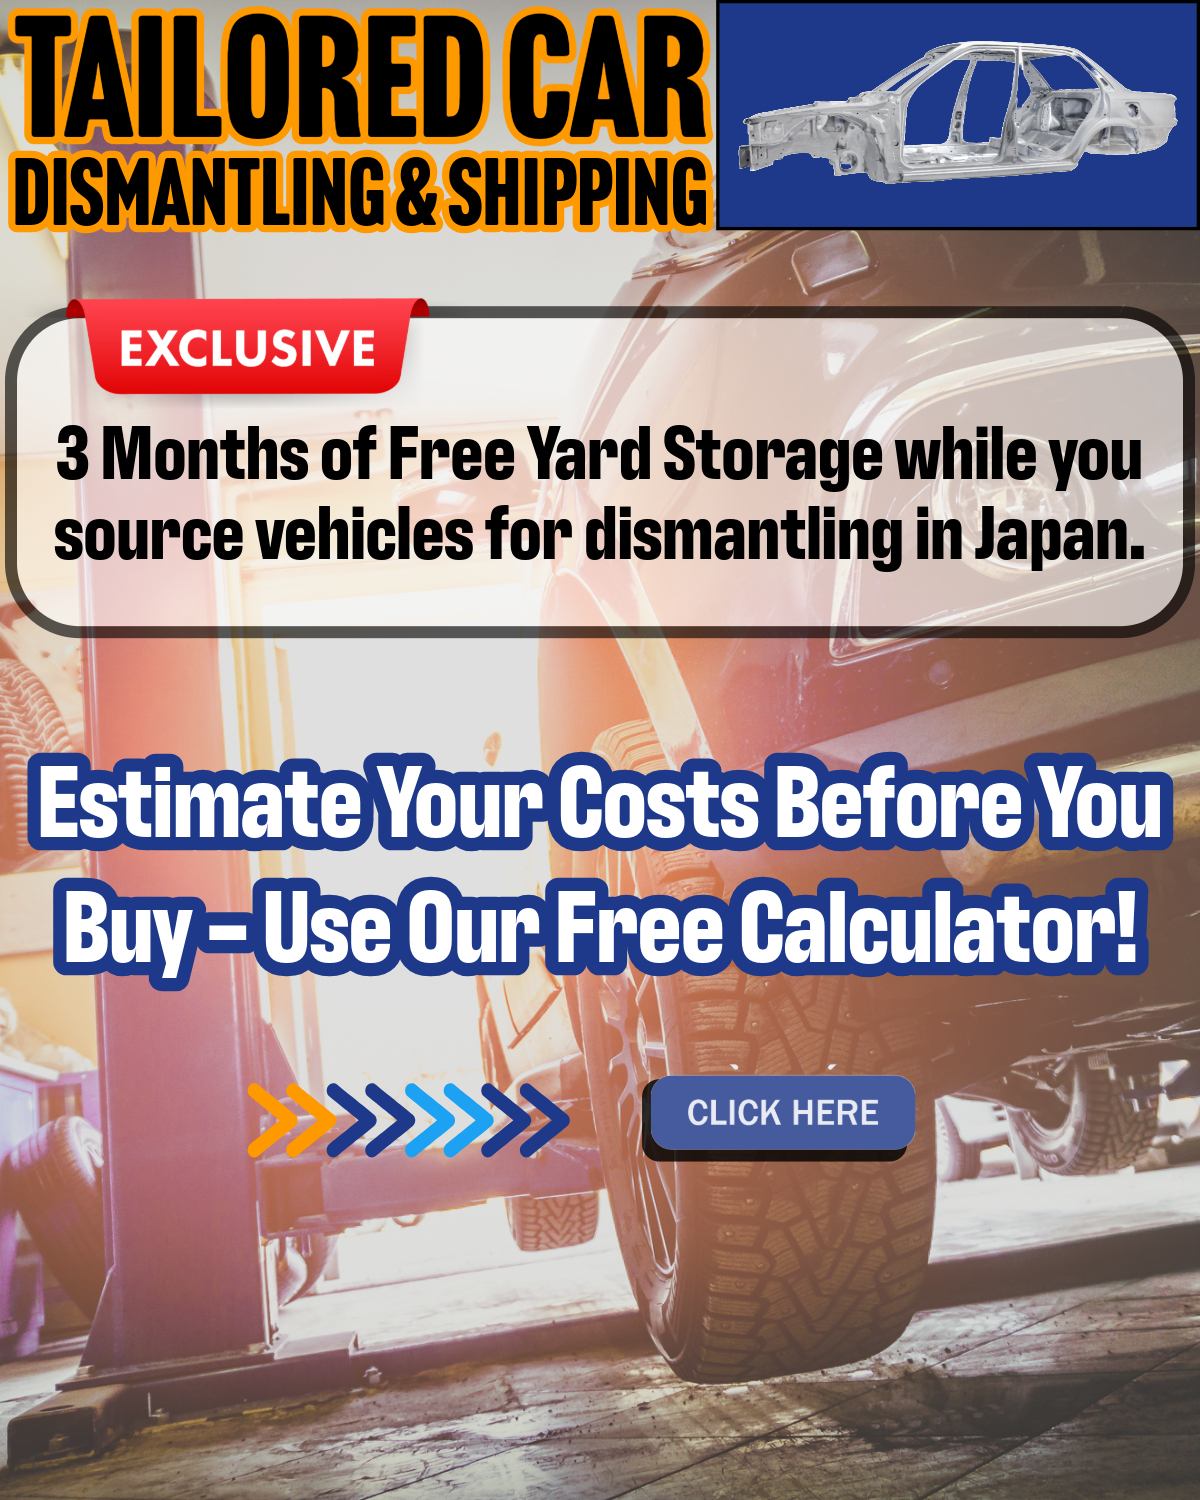 TAILORED CAR
DISMANTLING & SHIPPING
EXCLUSIVE
3 Months of Free Yard Storage while you
source vehicles for dismantling in Japan.
Estimate Your Costs Before You
Buy – Use Our Free Calculator!
CLICK HERE